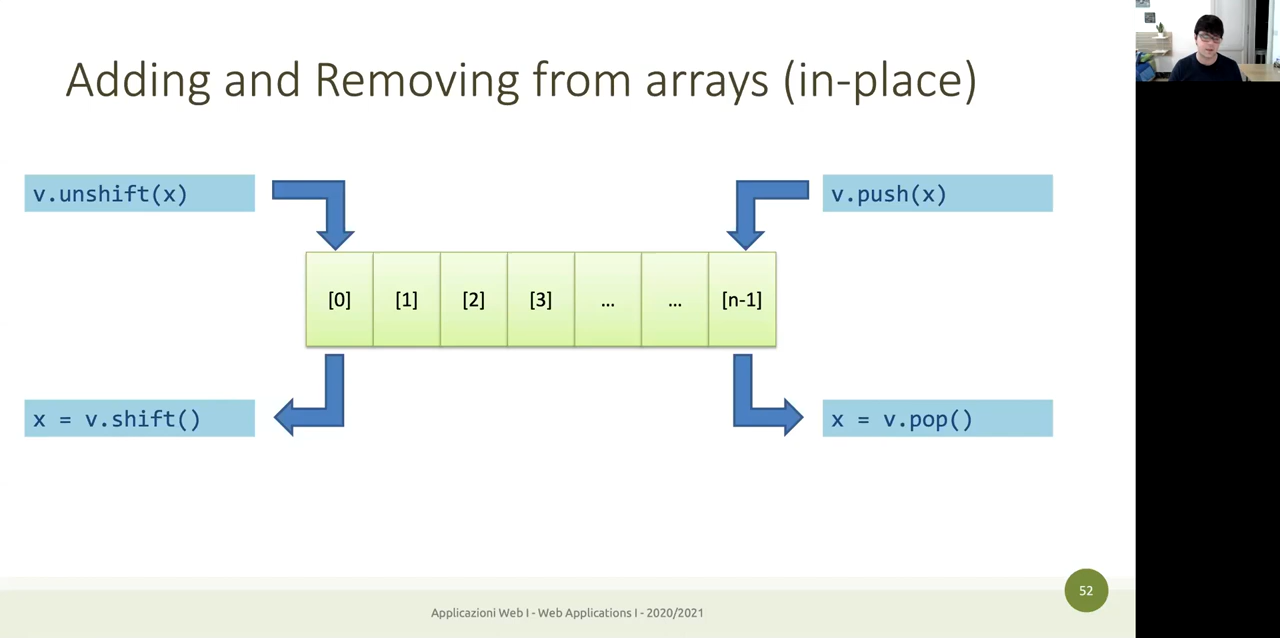 Adding and Removing from arrays (in-place)
v.unshift(x)
v.push(x)
[0] [1] [2] [3] ... ... [n-1]
x = v.shift()
x = v.pop()
52
Applicazioni Web I - Web Applications I - 2020/2021